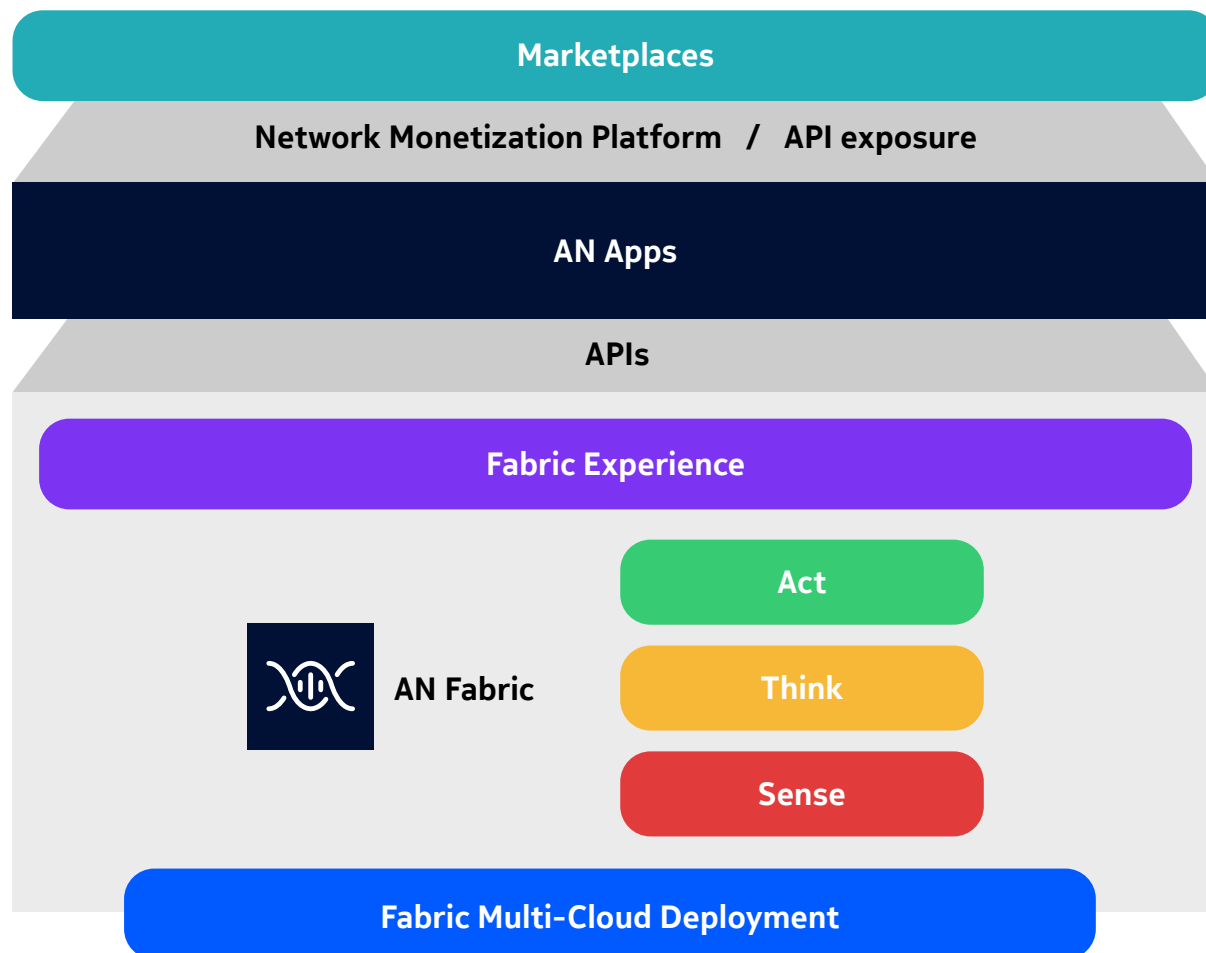 Marketplaces
Network Monetization Platform / API exposure
AN Apps
APIs
Fabric Experience
Act
AN Fabric
Think
Sense
Fabric Multi-Cloud Deployment